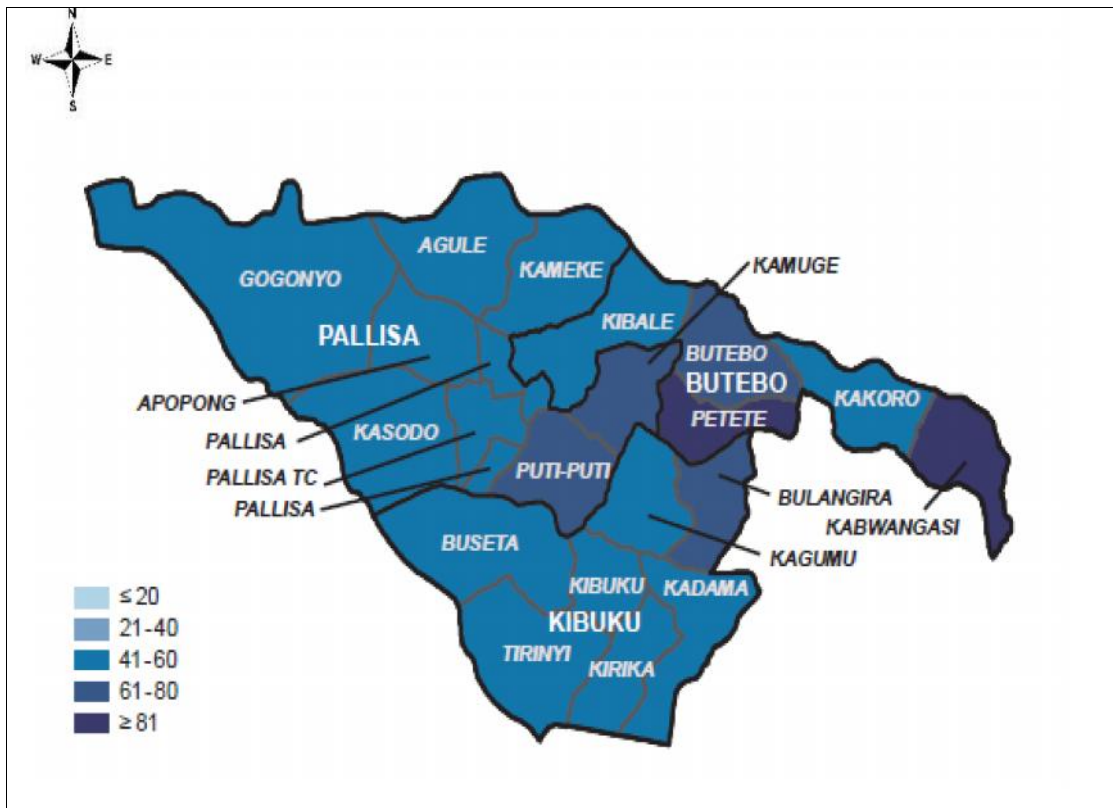 N
W E
S
AGULE
KAMEKE
KAMUGE
GOGONYO
KIBALE
PALLISA
BUTEBO
BUTEBO
APOPONG
KAKORO
PETETE
KASODO
PALLISA
PUTI-PUTI
PALLISA TC
BULANGIRA
PALLISA
KABWANGASI
BUSETA
KAGUMU
KIBUKU
KADAMA
KIBUKU
TIRINYI
KIRIKA
≤ 20
21-40
41-60
61-80
≥ 81